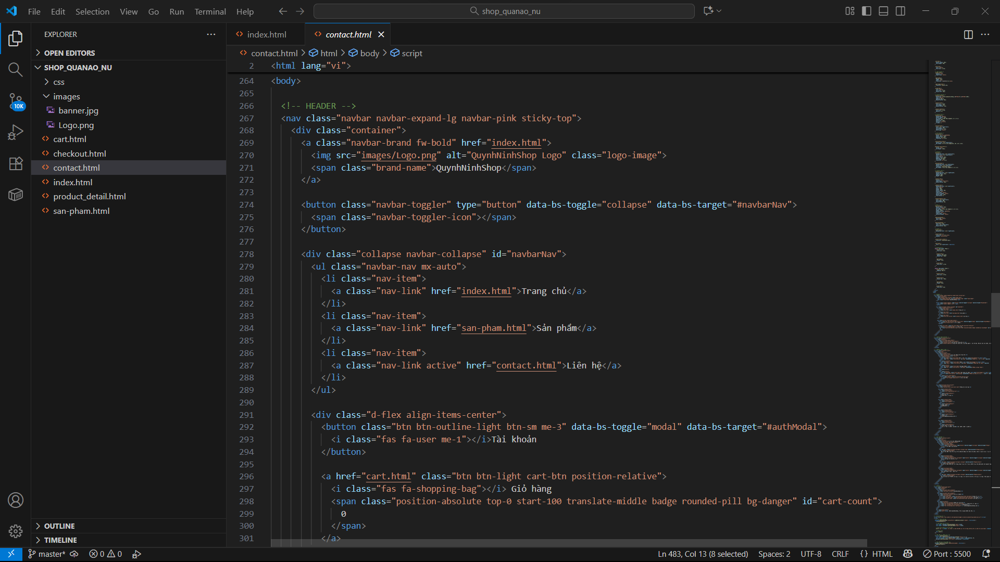 File Edit Selection View Go Run Terminal Help
shop_quanao_nu
EXPLORER
OPEN EDITORS
SHOP_QUANAO_NU
css
images
banner.jpg
Logo.png
cart.html
checkout.html
contact.html
index.html
product_detail.html
san-pham.html
OUTLINE
TIMELINE
10K
index.html
contact.html
contact.html > html > body > script
2 <html lang="vi">
264 <body>
265
266 <!-- HEADER -->
267 <nav class="navbar navbar-expand-lg navbar-pink sticky-top">
268 <div class="container">
269 <a class="navbar-brand fw-bold" href="index.html">
270 <img src="images/Logo.png" alt="QuynhNinhShop Logo" class="logo-image">
271 <span class="brand-name">QuynhNinhShop</span>
272 </a>
273
274 <button class="navbar-toggler" type="button" data-bs-toggle="collapse" data-bs-target="#navbarNav">
275 <span class="navbar-toggler-icon"></span>
276 </button>
277
278 <div class="collapse navbar-collapse" id="navbarNav">
279 <ul class="navbar-nav mx-auto">
280 <li class="nav-item">
281 <a class="nav-link" href="index.html">Trang chủ</a>
282 </li>
283 <li class="nav-item">
284 <a class="nav-link" href="san-pham.html">Sản phẩm</a>
285 </li>
286 <li class="nav-item">
287 <a class="nav-link active" href="contact.html">Liên hệ</a>
288 </li>
289 </ul>
290
291 <div class="d-flex align-items-center">
292 <button class="btn btn-outline-light btn-sm me-3" data-bs-toggle="modal" data-bs-target="#authModal">
293 <i class="fas fa-user me-1"></i>Tài khoản
294 </button>
295
296 <a href="cart.html" class="btn btn-light cart-btn position-relative">
297 <i class="fas fa-shopping-bag"></i> Giỏ hàng
298 <span class="position-absolute top-0 start-100 translate-middle badge rounded-pill bg-danger" id="cart-count">
299 0
300 </span>
301 </a>
master* 0 0 Ln 483, Col 13 (8 selected) Spaces: 2 UTF-8 CRLF {} HTML Port : 5500